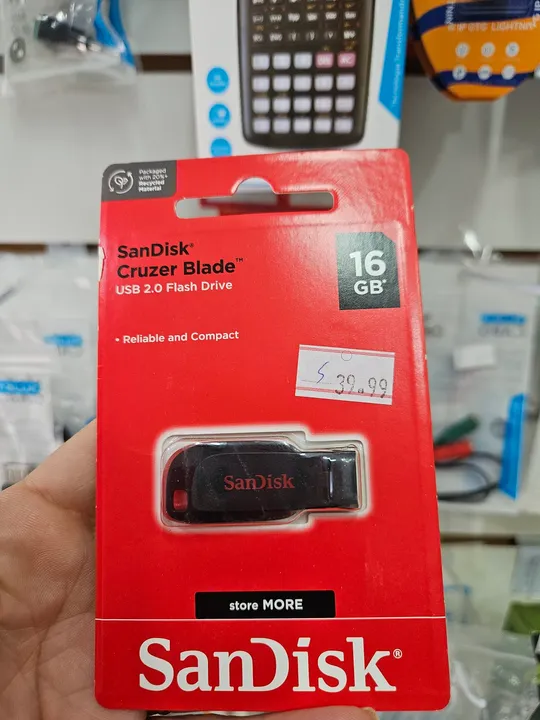 Packaged
with 20%+
Recycled
Material
SanDisk®
Cruzer Blade™
USB 2.0 Flash Drive
16
GB*
• Reliable and Compact
S 39.99
SanDisk
store MORE
SanDisk®